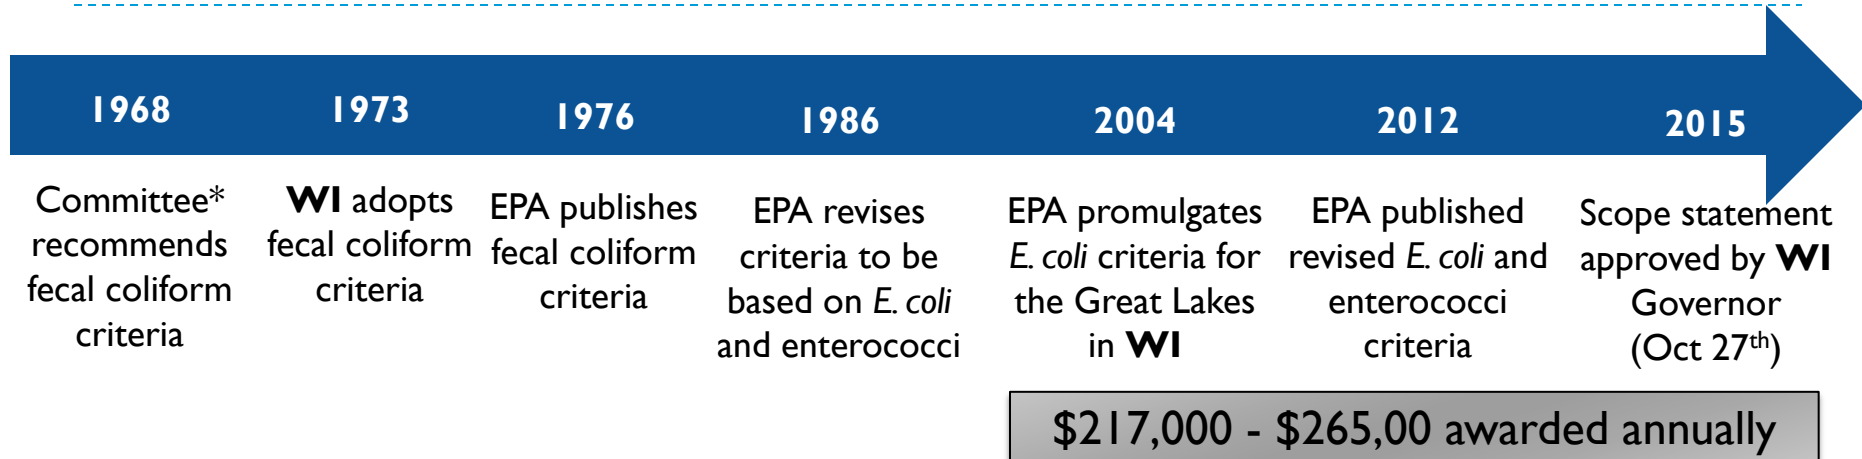 1968
Committee*
recommends
fecal coliform
criteria
1973
WI adopts
fecal coliform
criteria
1976
EPA publishes
fecal coliform
criteria
1986
EPA revises
criteria to be
based on E. coli
and enterococci
2004
EPA promulgates
E. coli criteria for
the Great Lakes
in WI
2012
EPA published
revised E. coli and
enterococci
criteria
2015
Scope statement
approved by WI
Governor
(Oct 27th)
$217,000 - $265,00 awarded annually